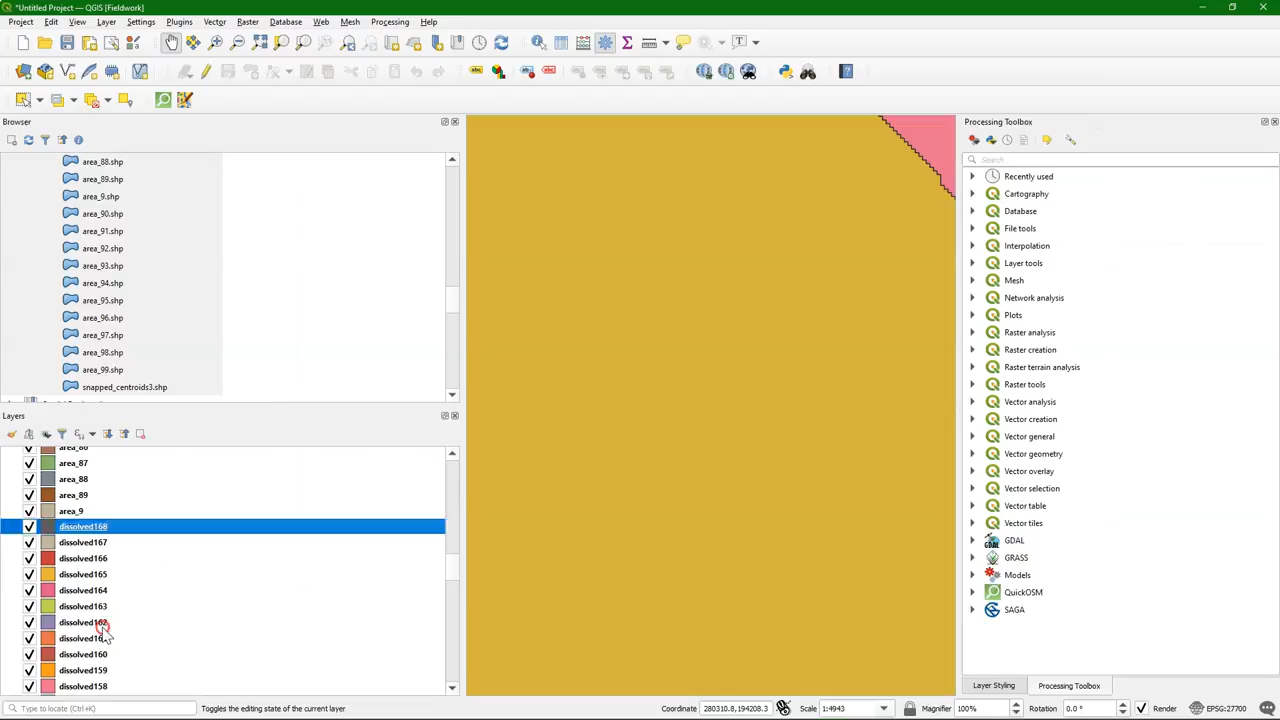 *Untitled Project — QGIS [Fieldwork]
Project Edit View Layer Settings Plugins Vector Raster Database Web Mesh Processing Help
Browser
area_88.shp
area_89.shp
area_9.shp
area_90.shp
area_91.shp
area_92.shp
area_93.shp
area_94.shp
area_95.shp
area_96.shp
area_97.shp
area_98.shp
area_99.shp
snapped_centroids3.shp
Layers
area_86
area_87
area_88
area_89
area_9
dissolved168
dissolved167
dissolved166
dissolved165
dissolved164
dissolved163
dissolved162
dissolved160
dissolved159
dissolved158
Processing Toolbox
Search
Recently used
Cartography
Database
File tools
Interpolation
Layer tools
Mesh
Network analysis
Plots
Raster analysis
Raster creation
Raster terrain analysis
Raster tools
Vector analysis
Vector creation
Vector general
Vector geometry
Vector overlay
Vector selection
Vector table
Vector tiles
GDAL
GRASS
Models
QuickOSM
SAGA
Layer Styling Processing Toolbox
Type to locate (Ctrl+K) Toggles the editing state of the current layer Coordinate 280310.8,194208.3 Scale 1:4943 Magnifier 100% Rotation 0.0 ° Render EPSG:27700